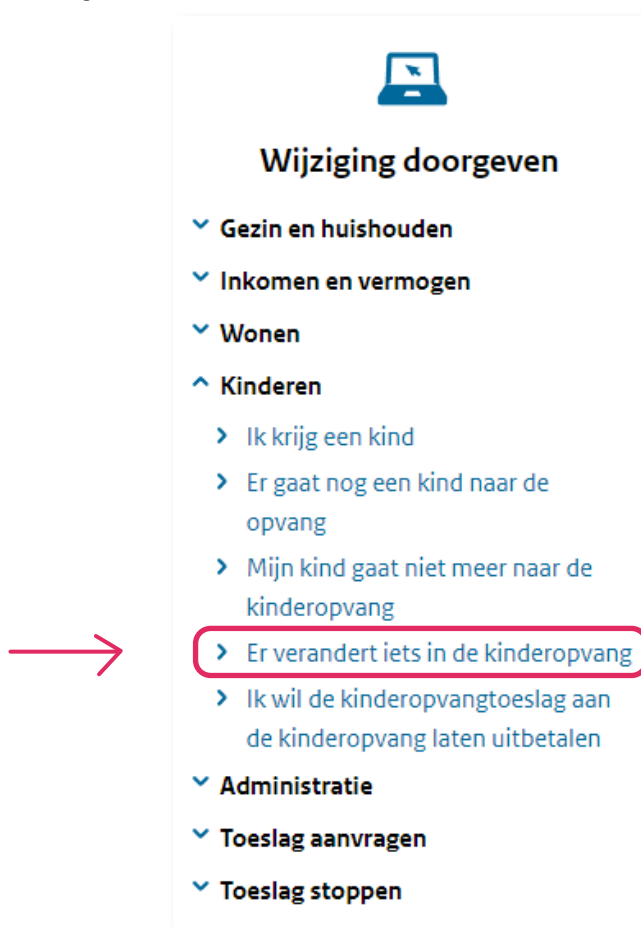 Wijziging doorgeven
Gezin en huishouden
Inkomen en vermogen
Wonen
Kinderen
Ik krijg een kind
Er gaat nog een kind naar de
opvang
Mijn kind gaat niet meer naar de
kinderopvang
Er verandert iets in de kinderopvang
Ik wil de kinderopvangtoeslag aan
de kinderopvang laten uitbetalen
Administratie
Toeslag aanvragen
Toeslag stoppen